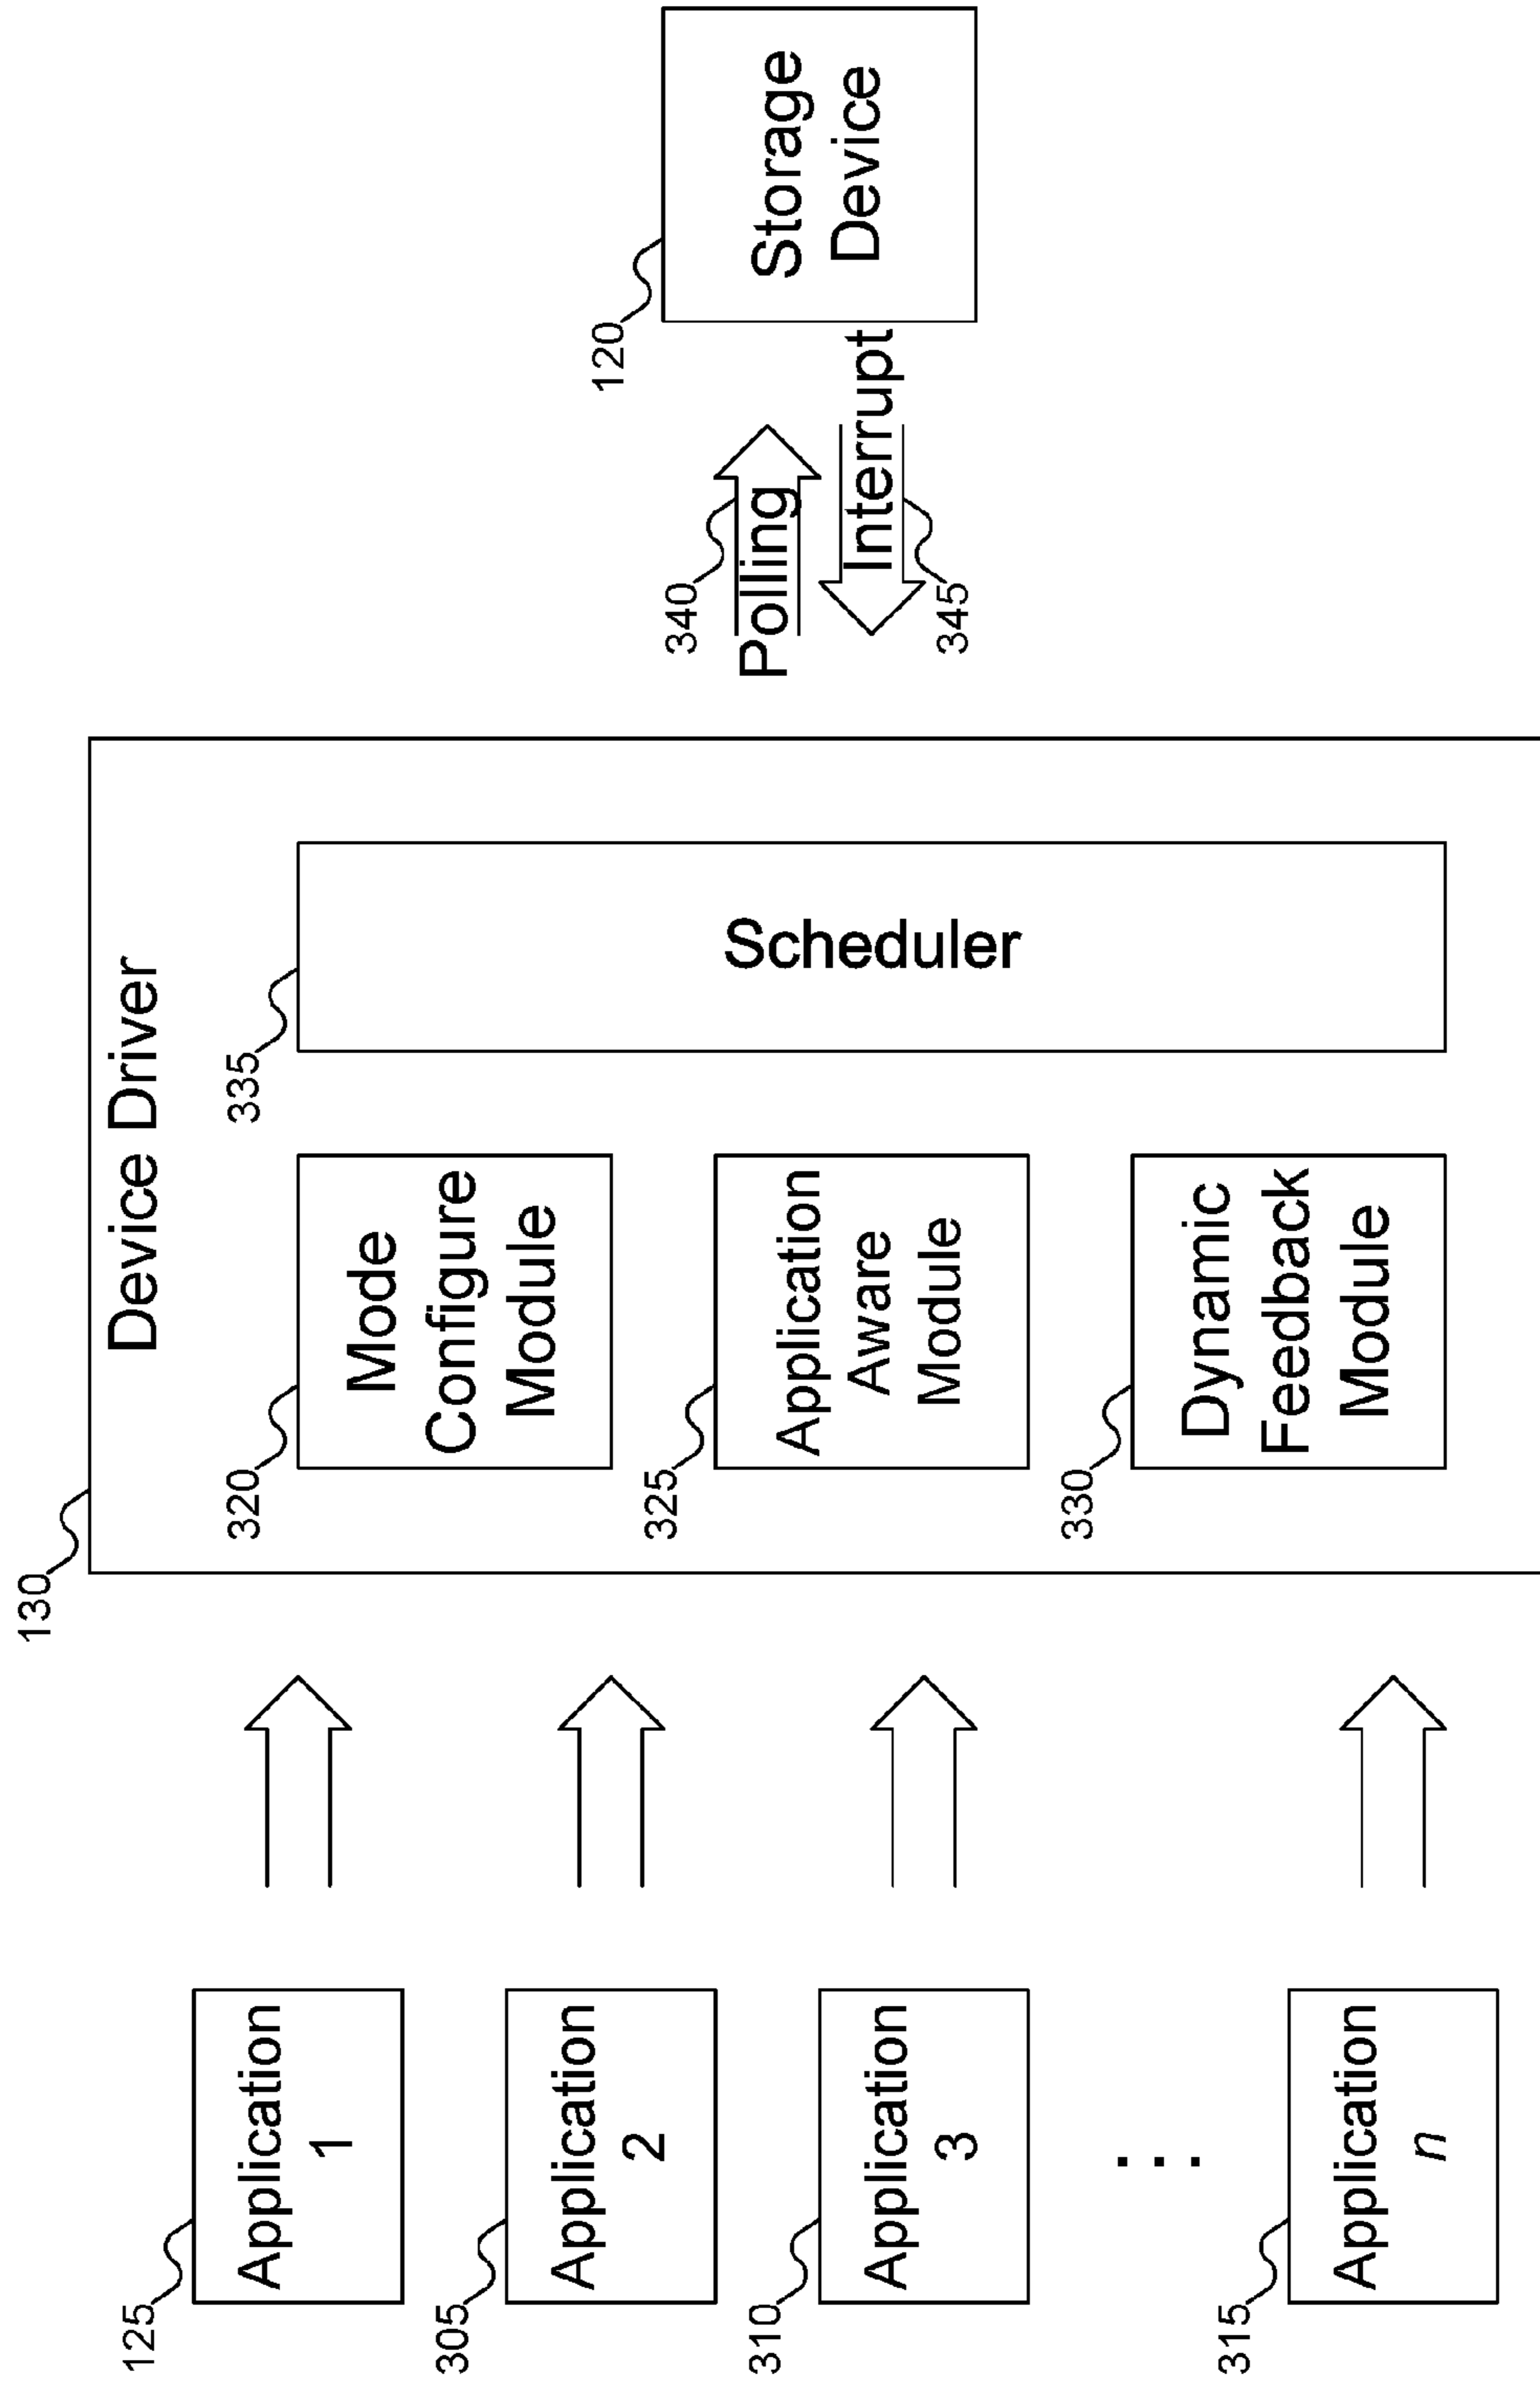 125
Application
1
305
Application
2
310
Application
3
...
315
Application
n
130
Device Driver
320
Mode
Configure
Module
325
Application
Aware
Module
330
Dynamic
Feedback
Module
335
Scheduler
340
Polling
Interrupt
345
120
Storage
Device